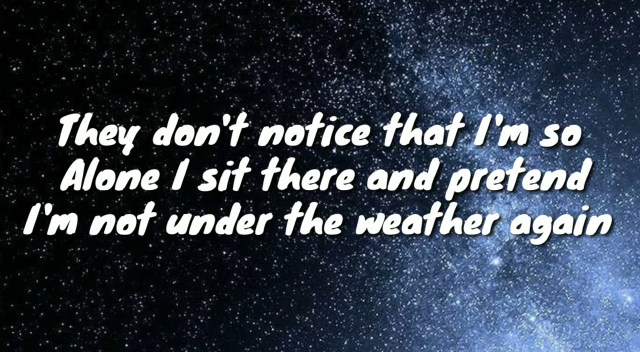 They don't notice that I'm so
Alone I sit there and pretend
I'm not under the weather again